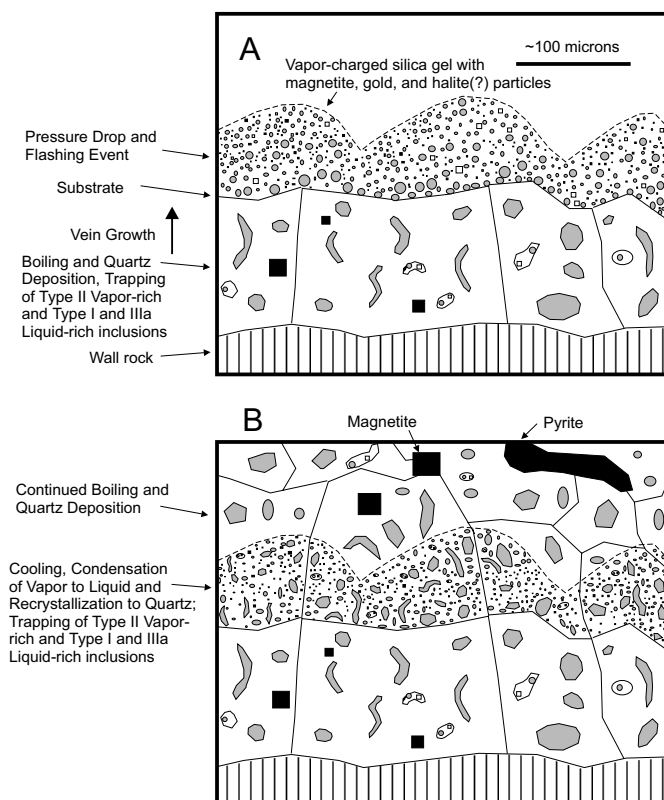 A
~100 microns
Vapor-charged silica gel with
magnetite, gold, and halite(?) particles
Pressure Drop and
Flashing Event
Substrate
Vein Growth
Boiling and Quartz
Deposition, Trapping
of Type II Vapor-rich
and Type I and IIIa
Liquid-rich inclusions
Wall rock
B
Magnetite
Pyrite
Continued Boiling and
Quartz Deposition
Cooling, Condensation
of Vapor to Liquid and
Recrystallization to Quartz;
Trapping of Type II Vapor-
rich and Type I and IIIa
Liquid-rich inclusions